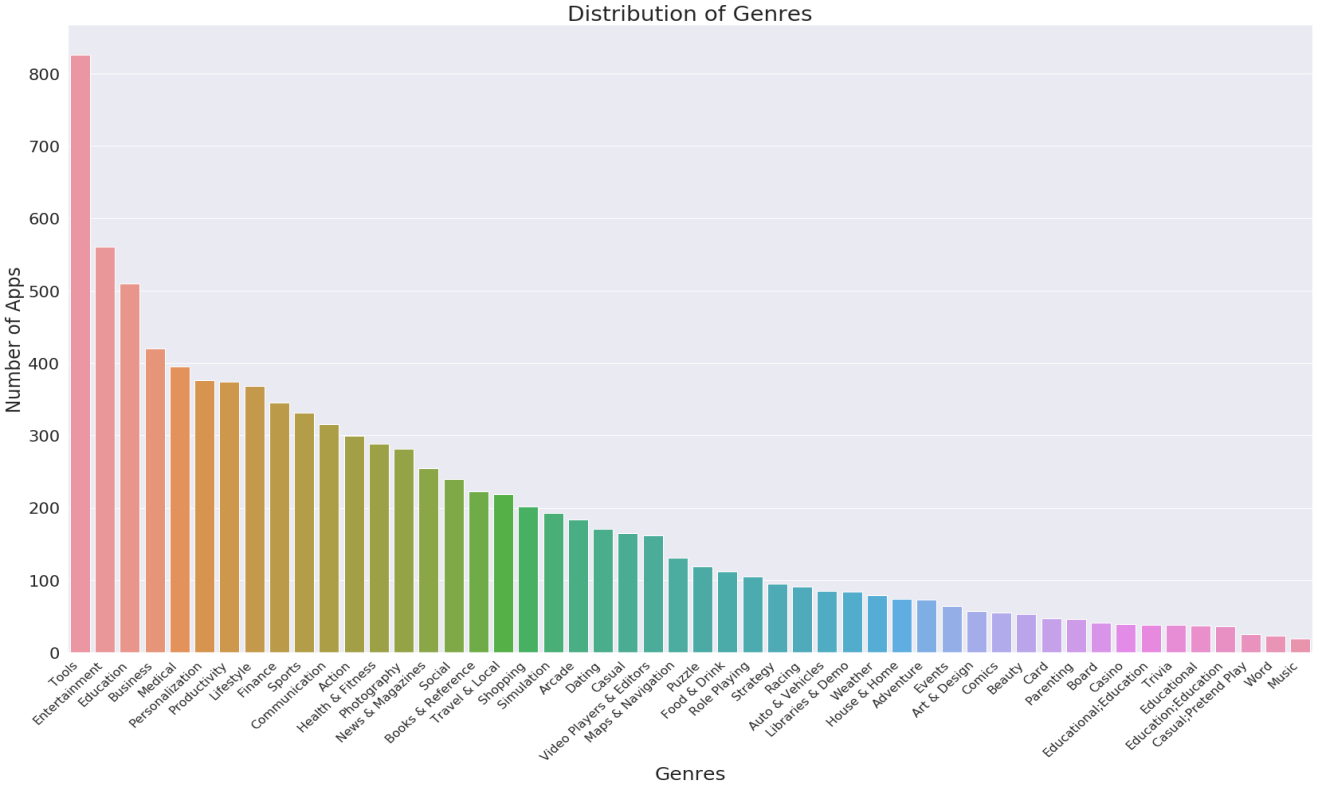 Distribution of Genres
Number of Apps
800
700
600
500
400
300
200
100
0
Tools
Entertainment
Education
Business
Medical
Personalization
Productivity
Lifestyle
Finance
Sports
Communication
Action
Health & Fitness
Photography
News & Magazines
Social
Books & Reference
Travel & Local
Shopping
Simulation
Arcade
Dating
Casual
Video Players & Editors
Maps & Navigation
Puzzle
Food & Drink
Role Playing
Strategy
Racing
Auto & Vehicles
Libraries & Demo
Weather
House & Home
Adventure
Events
Art & Design
Comics
Beauty
Card
Parenting
Board
Casino
Educational;Education
Trivia
Educational
Education;Education
Casual;Pretend Play
Word
Music
Genres